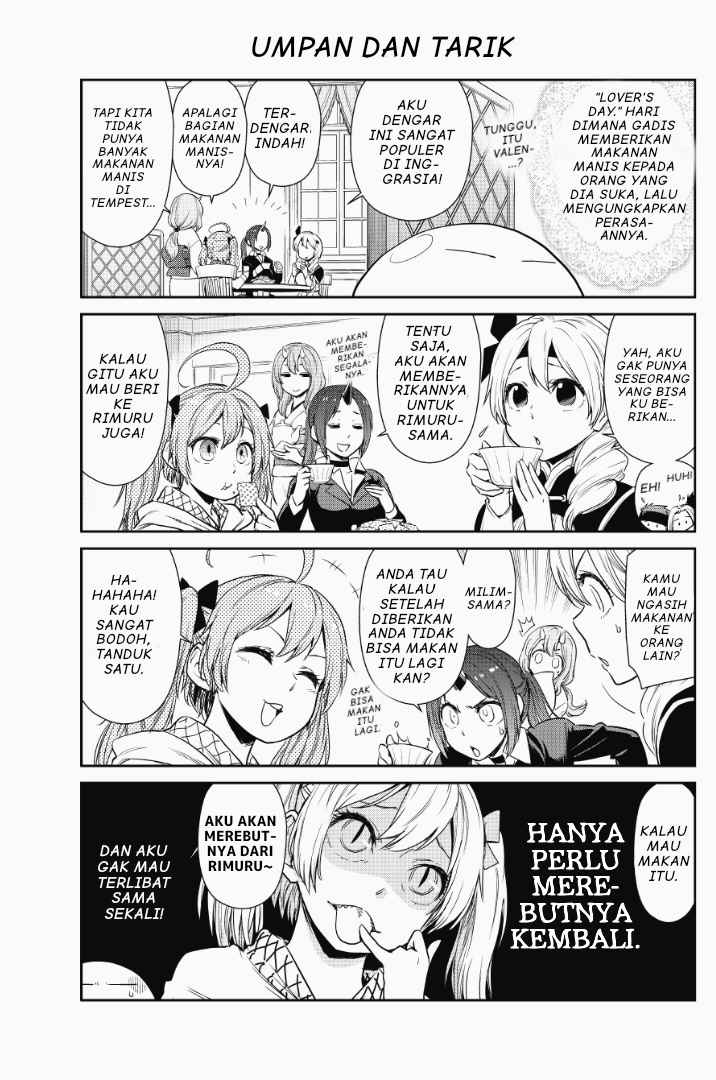 UMPAN DAN TARIK
"LOVER'S
DAY." HARI
DIMANA GADIS
MEMBERIKAN
MAKANAN
MANIS KEPADA
ORANG YANG
DIA SUKA, LALU
MENGUNGKAPKAN
PERASA-
ANNYA.
TUNGGU,
ITU
VALEN-
...?
AKU
DENGAR
INI SANGAT
POPULER
DI ING-
GRASIA!
TER-
DENGAR
INDAH!
APALAGI
BAGIAN
MAKANAN
MANIS-
NYA!
TAPI KITA
TIDAK
PUNYA
BANYAK
MAKANAN
MANIS
DI
TEMPEST...
YAH, AKU
GAK PUNYA
SESEORANG
YANG BISA
KU BE-
RIKAN...
EH!
HUH!
TENTU
SAJA,
AKU AKAN
MEMBE-
RIKANNYA
UNTUK
RIMURU-
SAMA.
AKU AKAN
MEMBE-
RIKAN
SEGALA-
NYA.
KALAU
GITU AKU
MAU BERI
KE
RIMURU
JUGA!
KAMU
MAU
NGASIH
MAKANAN
KE
ORANG
LAIN?
MILIM-
SAMA?
ANDA TAU
KALAU
SETELAH
DIBERIKAN
ANDA TIDAK
BISA MAKAN
ITU LAGI
KAN?
GAK
BISA
MAKAN
ITU
LAGI.
HA-
HAHAHA!
KAU
SANGAT
BODOH,
TANDUK
SATU.
KALAU
MAU
MAKAN
ITU.
HANYA
PERLU
MERE-
BUTNYA
KEMBALI.
AKU AKAN
MEREBUT-
NYA DARI
RIMURU~
DAN AKU
GAK MAU
TERLIBAT
SAMA
SEKALI!